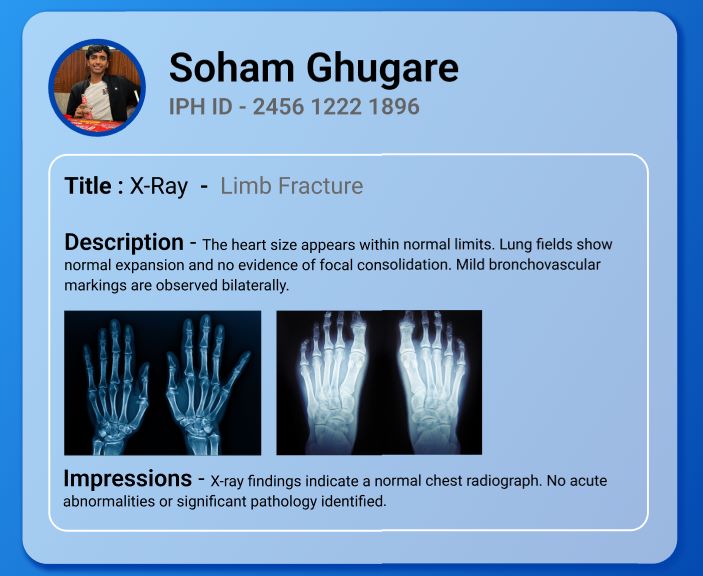 Soham Ghugare
IPH ID - 2456 1222 1896
Title : X-Ray - Limb Fracture
Description - The heart size appears within normal limits. Lung fields show
normal expansion and no evidence of focal consolidation. Mild bronchovascular
markings are observed bilaterally.
Impressions - X-ray findings indicate a normal chest radiograph. No acute
abnormalities or significant pathology identified.